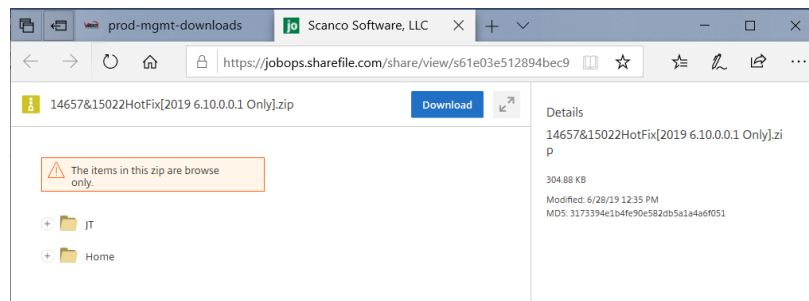 prod-mgmt-downloads
jo Scanco Software, LLC
https://jobops.sharefile.com/share/view/s61e03e512894bec9
14657&15022HotFix[2019 6.10.0.0.1 Only].zip
Download
The items in this zip are browse
only.
JT
Home
Details
14657&15022HotFix[2019 6.10.0.0.1 Only].zi
p
304.88 KB
Modified: 6/28/19 12:35 PM
MD5: 3173394e1b4fe90e582db5a1a4a6f051